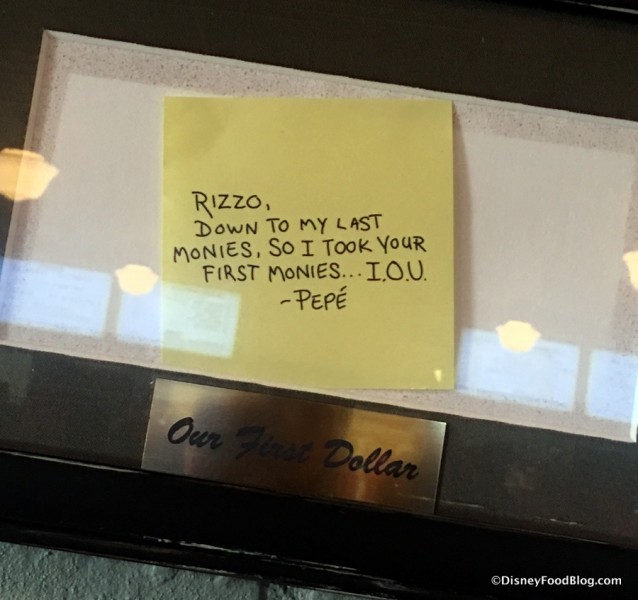 RIZZO,
DOWN TO MY LAST
MONIES, SO I TOOK YOUR
FIRST MONIES... I.O.U.
-PEPÉ
Our First Dollar
©DisneyFoodBlog.com